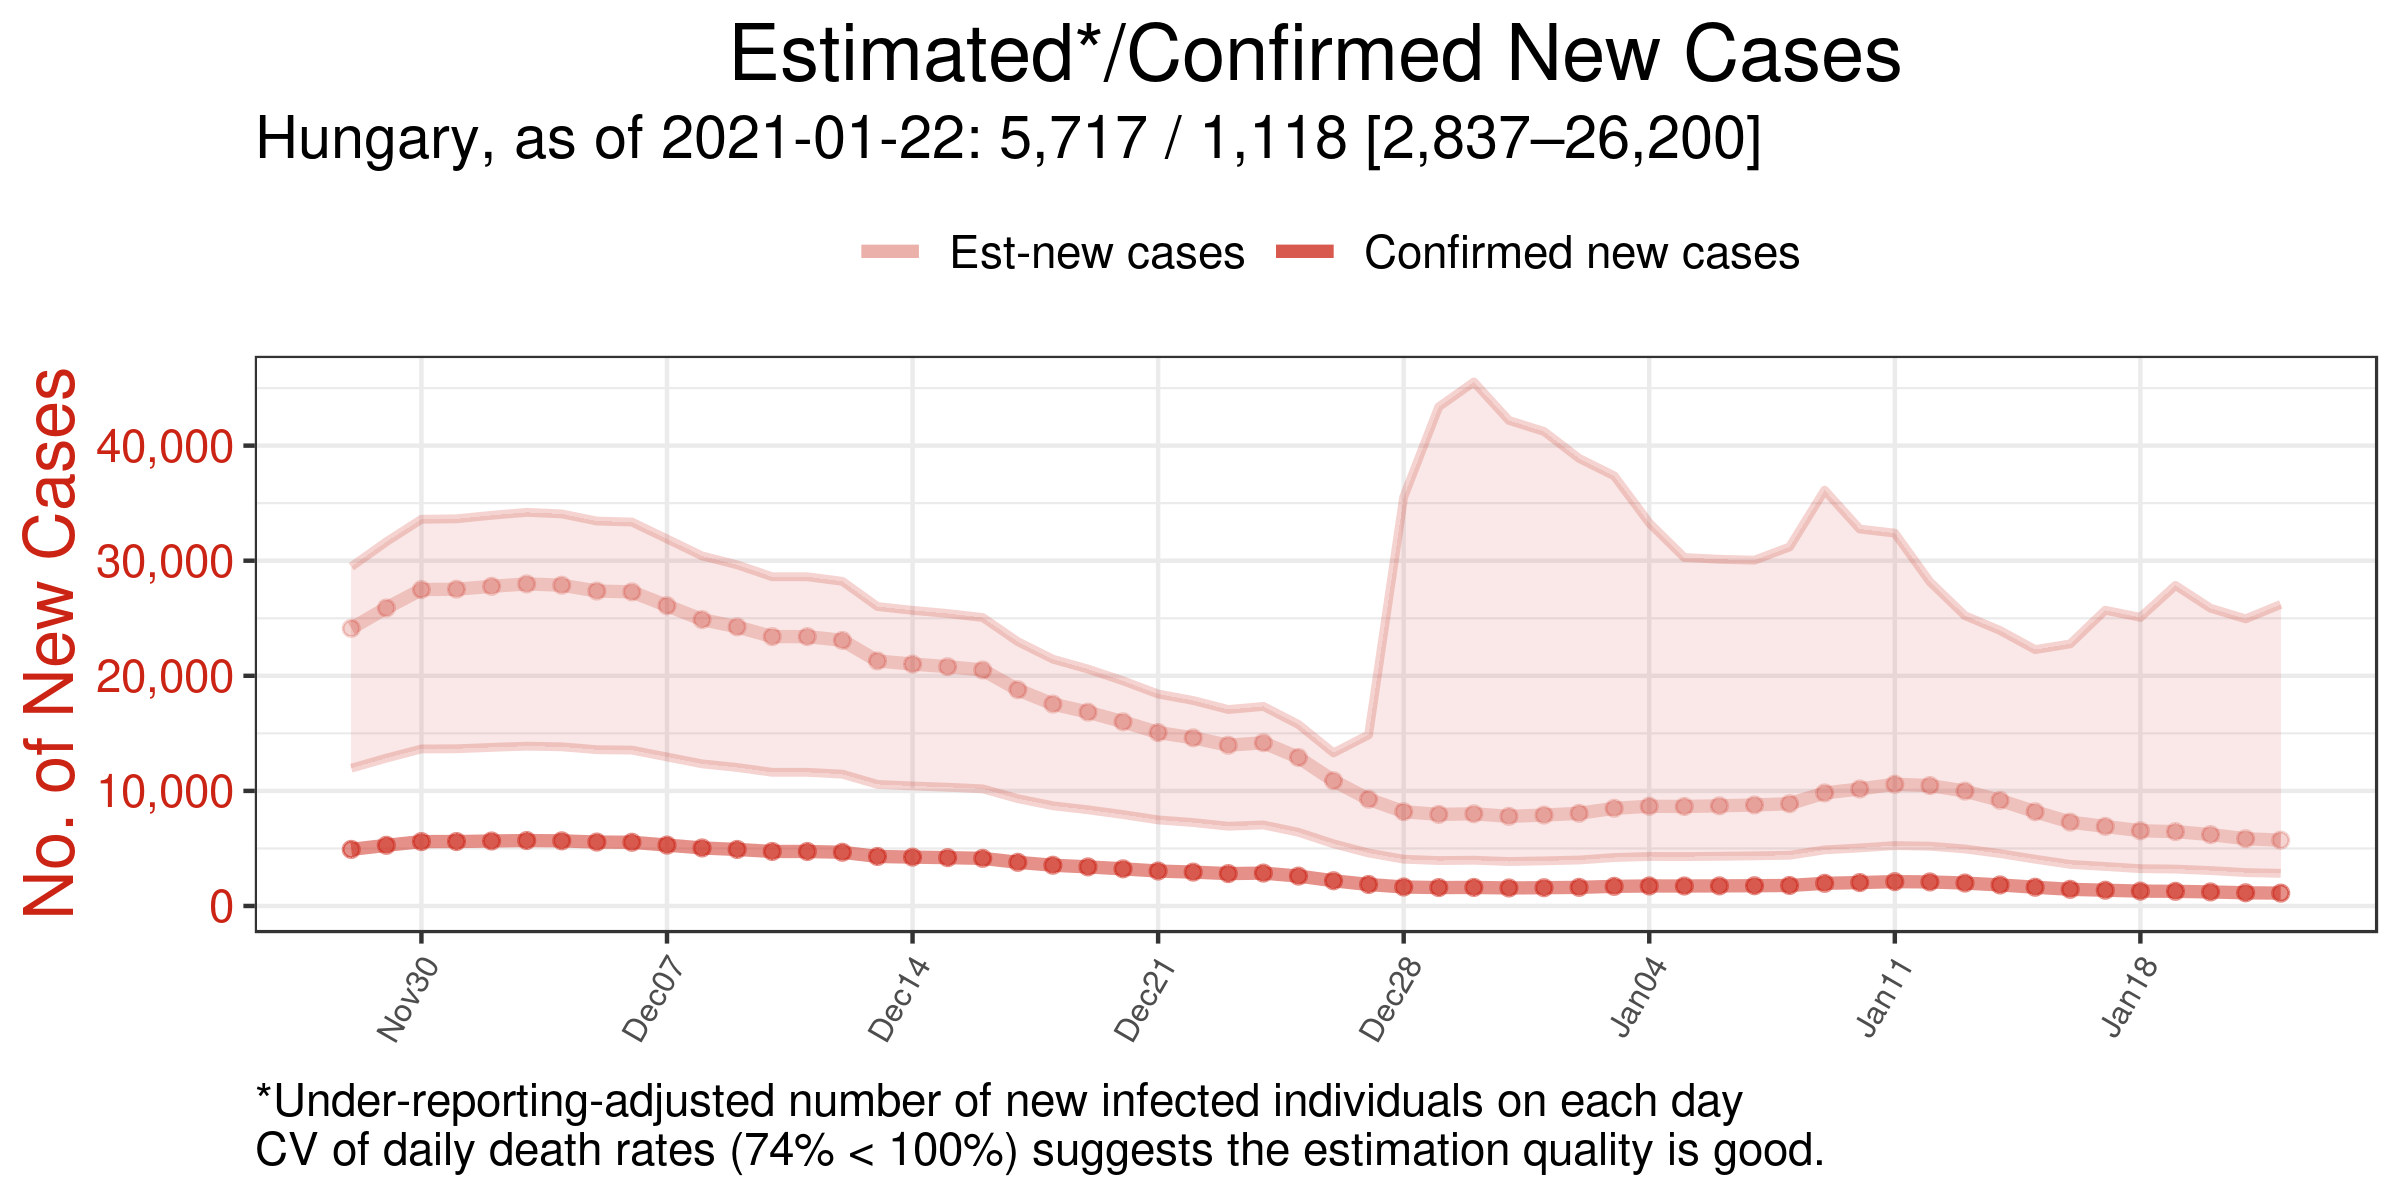 Estimated*/Confirmed New Cases
Hungary, as of 2021-01-22: 5,717 / 1,118 [2,837–26,200]
Est-new cases
Confirmed new cases
No. of New Cases
40,000
30,000
20,000
10,000
0
Nov30
Dec07
Dec14
Dec21
Dec28
Jan04
Jan11
Jan18
*Under-reporting-adjusted number of new infected individuals on each day
CV of daily death rates (74% < 100%) suggests the estimation quality is good.